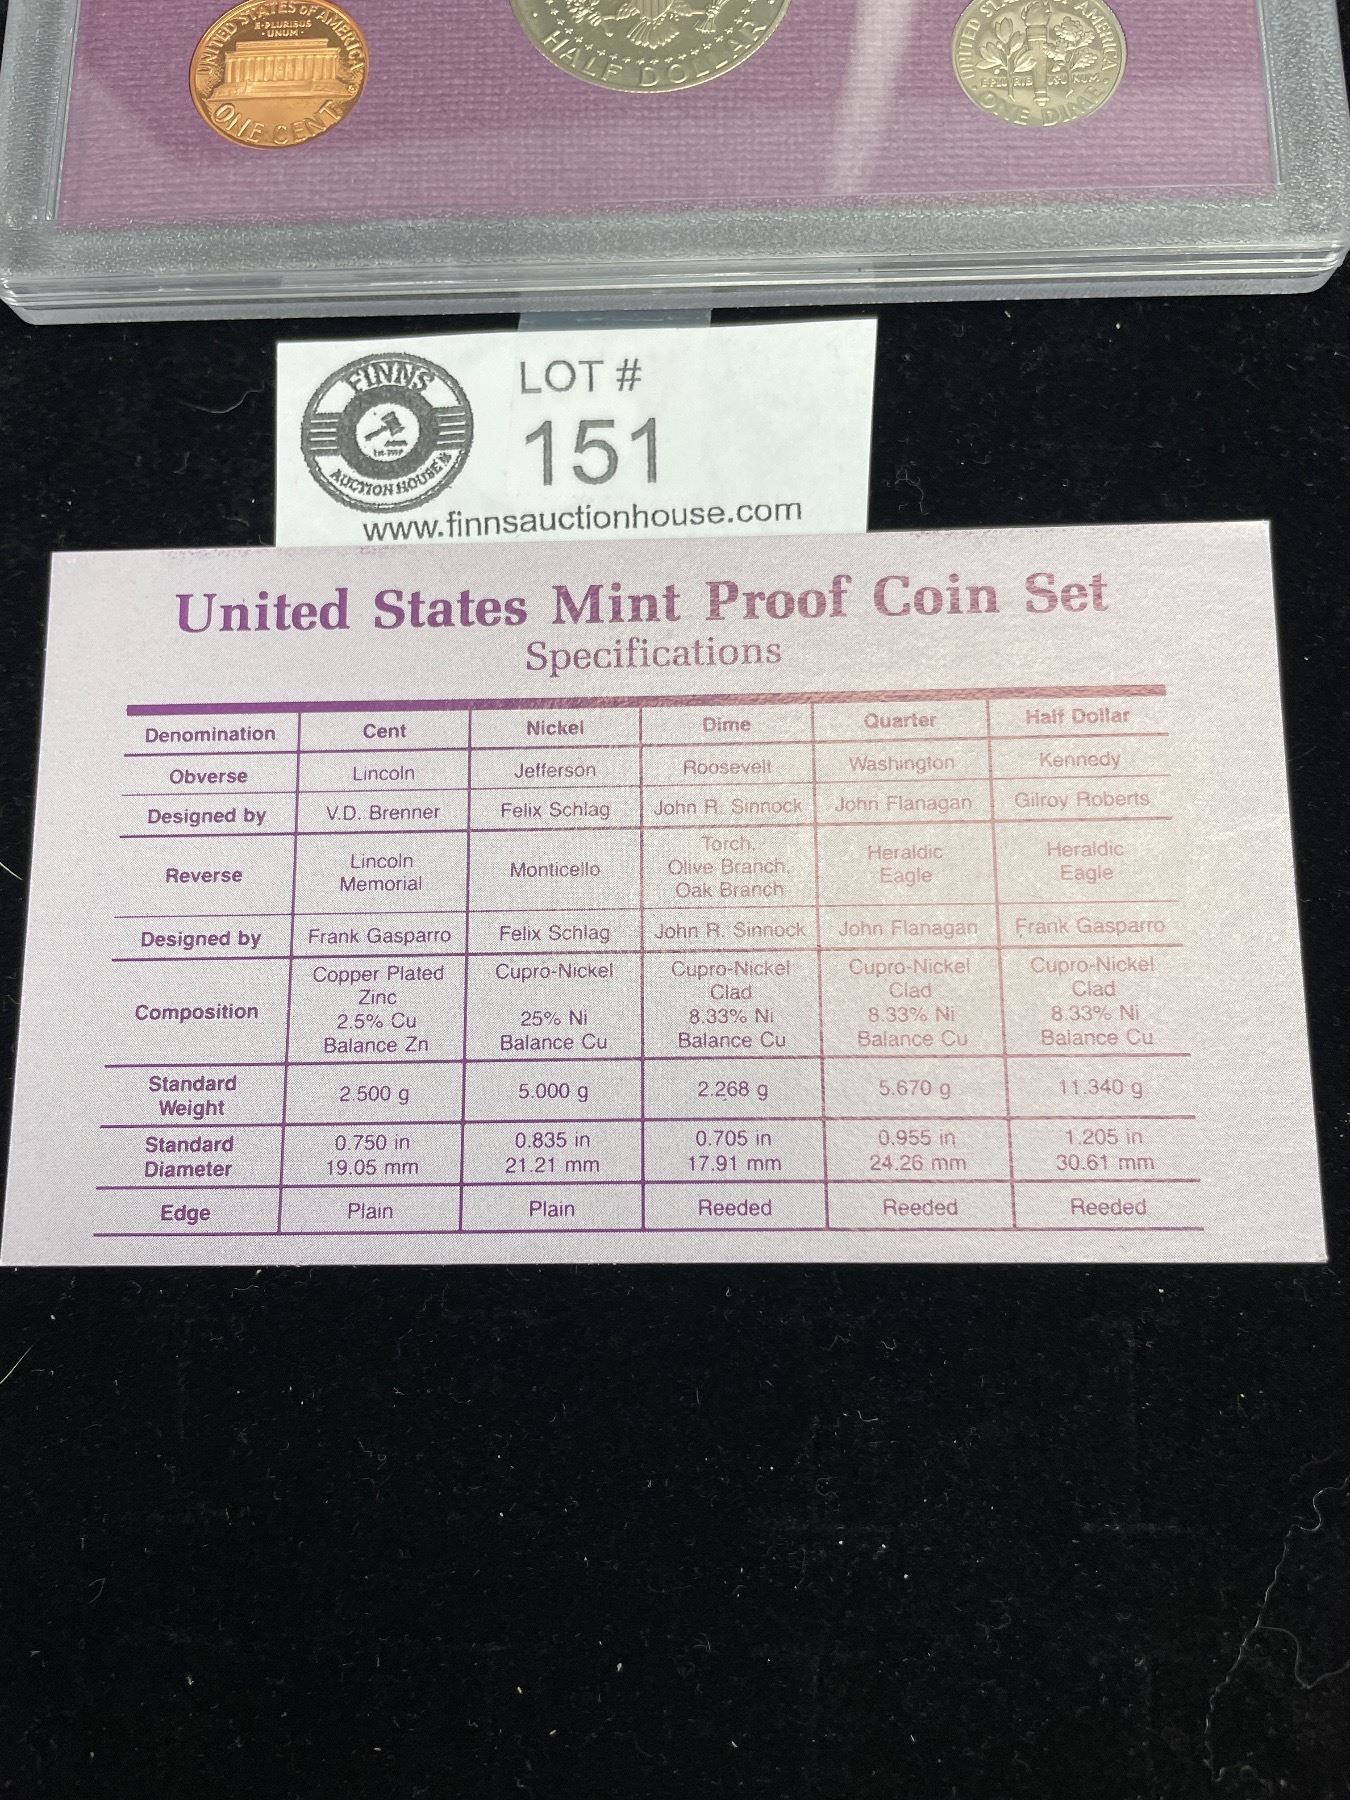 UNITED STATES OF AMERICA
E·PLURIBUS
·UNUM·
ONE CENT
HALF DOLLAR
UNITED STATES OF AMERICA
E PLURIBUS UNUM
ONE DIME
FINNS
AUCTION HOUSE
LOT #
151
www.finnsauctionhouse.com
United States Mint Proof Coin Set
Specifications
Denomination Cent Nickel Dime Quarter Half Dollar
Obverse Lincoln Jefferson Roosevelt Washington Kennedy
Designed by V.D. Brenner Felix Schlag John R. Sinnock John Flanagan Gilroy Roberts
Reverse Lincoln Memorial Monticello Torch, Olive Branch, Oak Branch Heraldic Eagle Heraldic Eagle
Designed by Frank Gasparro Felix Schlag John R. Sinnock John Flanagan Frank Gasparro
Composition Copper Plated Zinc 2.5% Cu Balance Zn Cupro-Nickel 25% Ni Balance Cu Cupro-Nickel Clad 8.33% Ni Balance Cu Cupro-Nickel Clad 8.33% Ni Balance Cu Cupro-Nickel Clad 8.33% Ni Balance Cu
Standard Weight 2.500 g 5.000 g 2.268 g 5.670 g 11.340 g
Standard Diameter 0.750 in 19.05 mm 0.835 in 21.21 mm 0.705 in 17.91 mm 0.955 in 24.26 mm 1.205 in 30.61 mm
Edge Plain Plain Reeded Reeded Reeded